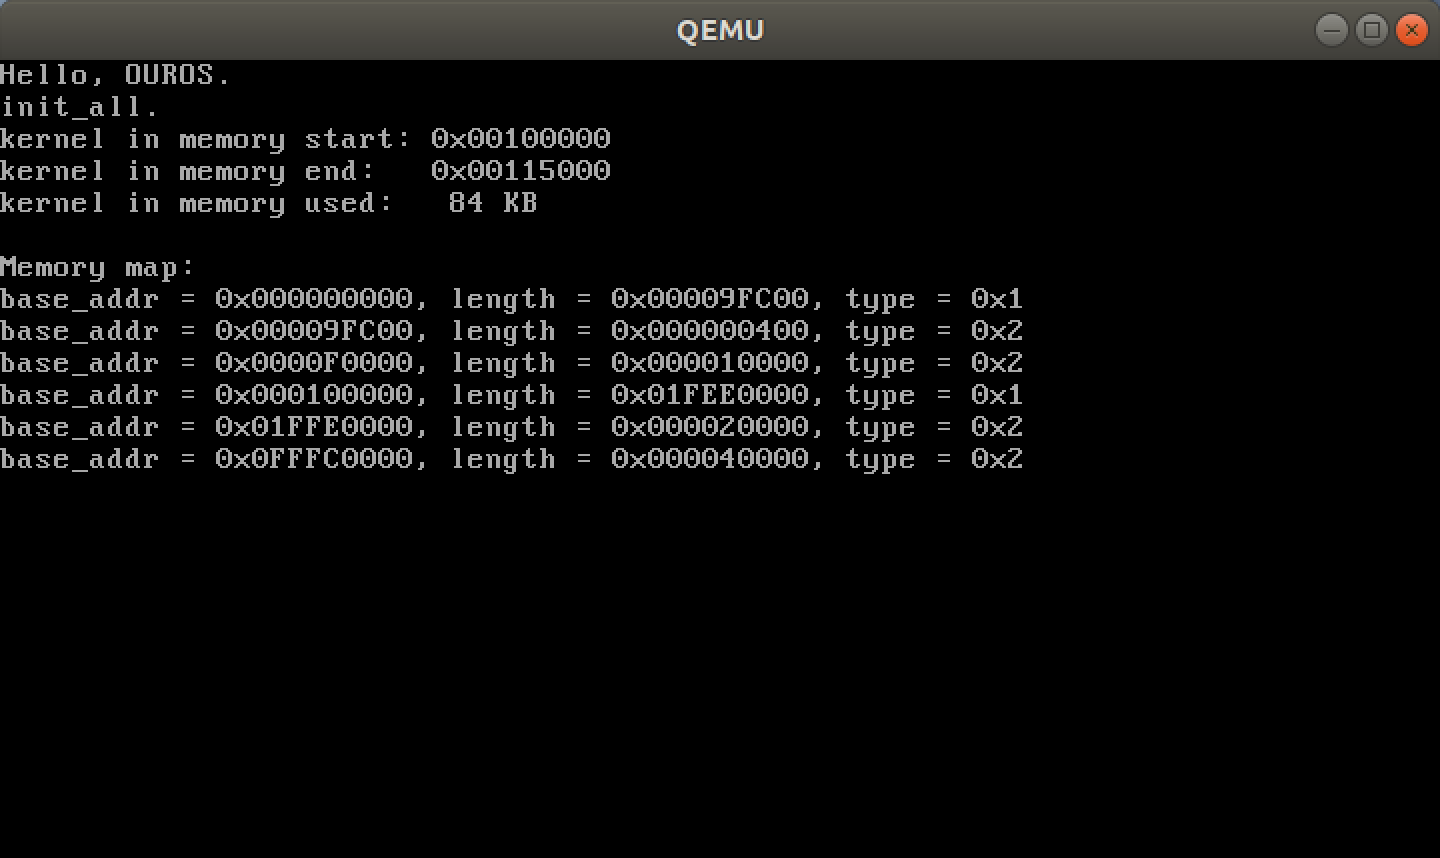 QEMU
Hello, OUROS.
init_all.
kernel in memory start: 0x00100000
kernel in memory end:   0x00115000
kernel in memory used:   84 KB
Memory map:
base_addr = 0x000000000, length = 0x00009FC00, type = 0x1
base_addr = 0x00009FC00, length = 0x000000400, type = 0x2
base_addr = 0x0000F0000, length = 0x000010000, type = 0x2
base_addr = 0x000100000, length = 0x01FEE0000, type = 0x1
base_addr = 0x01FFE0000, length = 0x000020000, type = 0x2
base_addr = 0x0FFFC0000, length = 0x000040000, type = 0x2